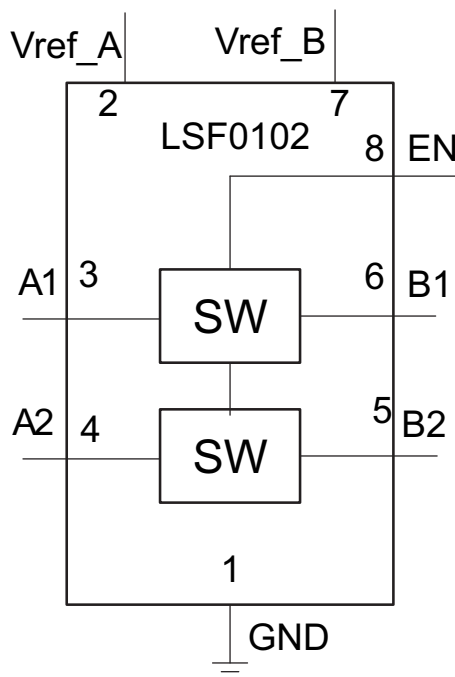 Vref_A
Vref_B
2
7
LSF0102
8
EN
A1
3
6
B1
SW
A2
4
5
B2
SW
1
GND